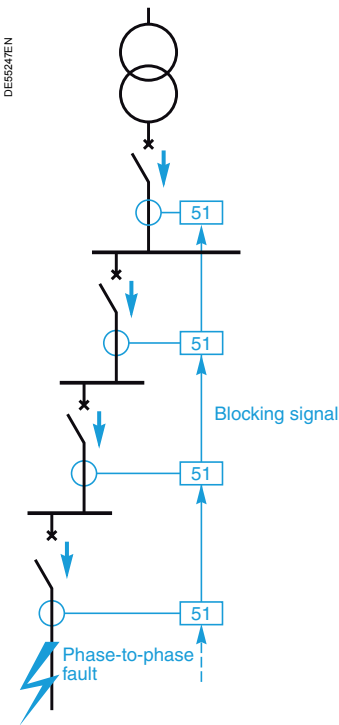 DE55247EN
51
51
Blocking signal
51
51
Phase-to-phase
fault